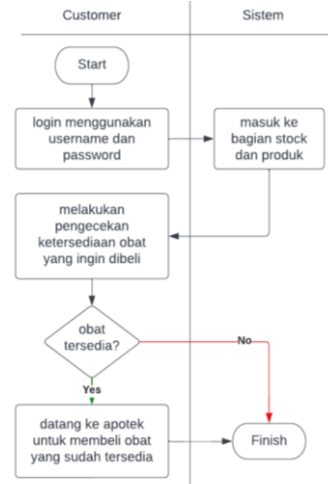 Customer
Sistem
Start
login menggunakan
username dan
password
masuk ke
bagian stock
dan produk
melakukan
pengecekan
ketersediaan obat
yang ingin dibeli
obat
tersedia?
No
Yes
datang ke apotek
untuk membeli obat
yang sudah tersedia
Finish